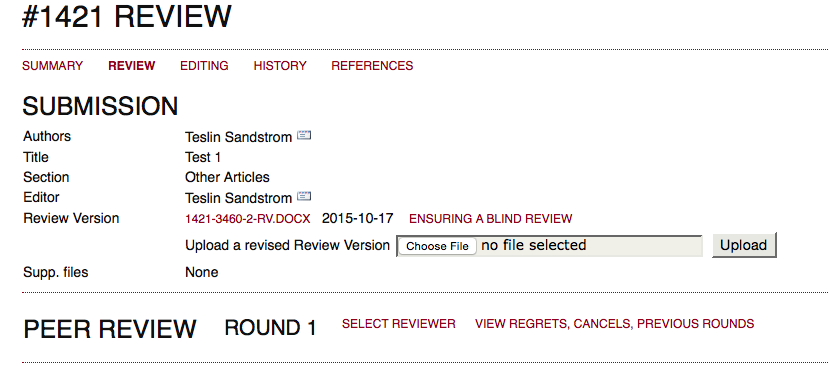 #1421 REVIEW
SUMMARY REVIEW EDITING HISTORY REFERENCES
SUBMISSION
Authors Teslin Sandstrom
Title Test 1
Section Other Articles
Editor Teslin Sandstrom
Review Version 1421-3460-2-RV.DOCX 2015-10-17 ENSURING A BLIND REVIEW
Upload a revised Review Version Choose File no file selected Upload
Supp. files None
PEER REVIEW ROUND 1 SELECT REVIEWER VIEW REGRETS, CANCELS, PREVIOUS ROUNDS